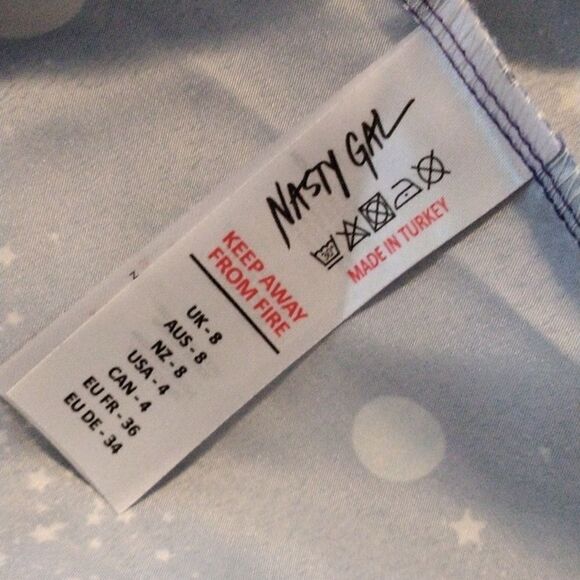 NASTY GAL
30°
MADE IN TURKEY
KEEP AWAY
FROM FIRE
UK - 8
AUS - 8
NZ - 8
USA - 4
CAN - 4
EU FR - 36
EU DE - 34